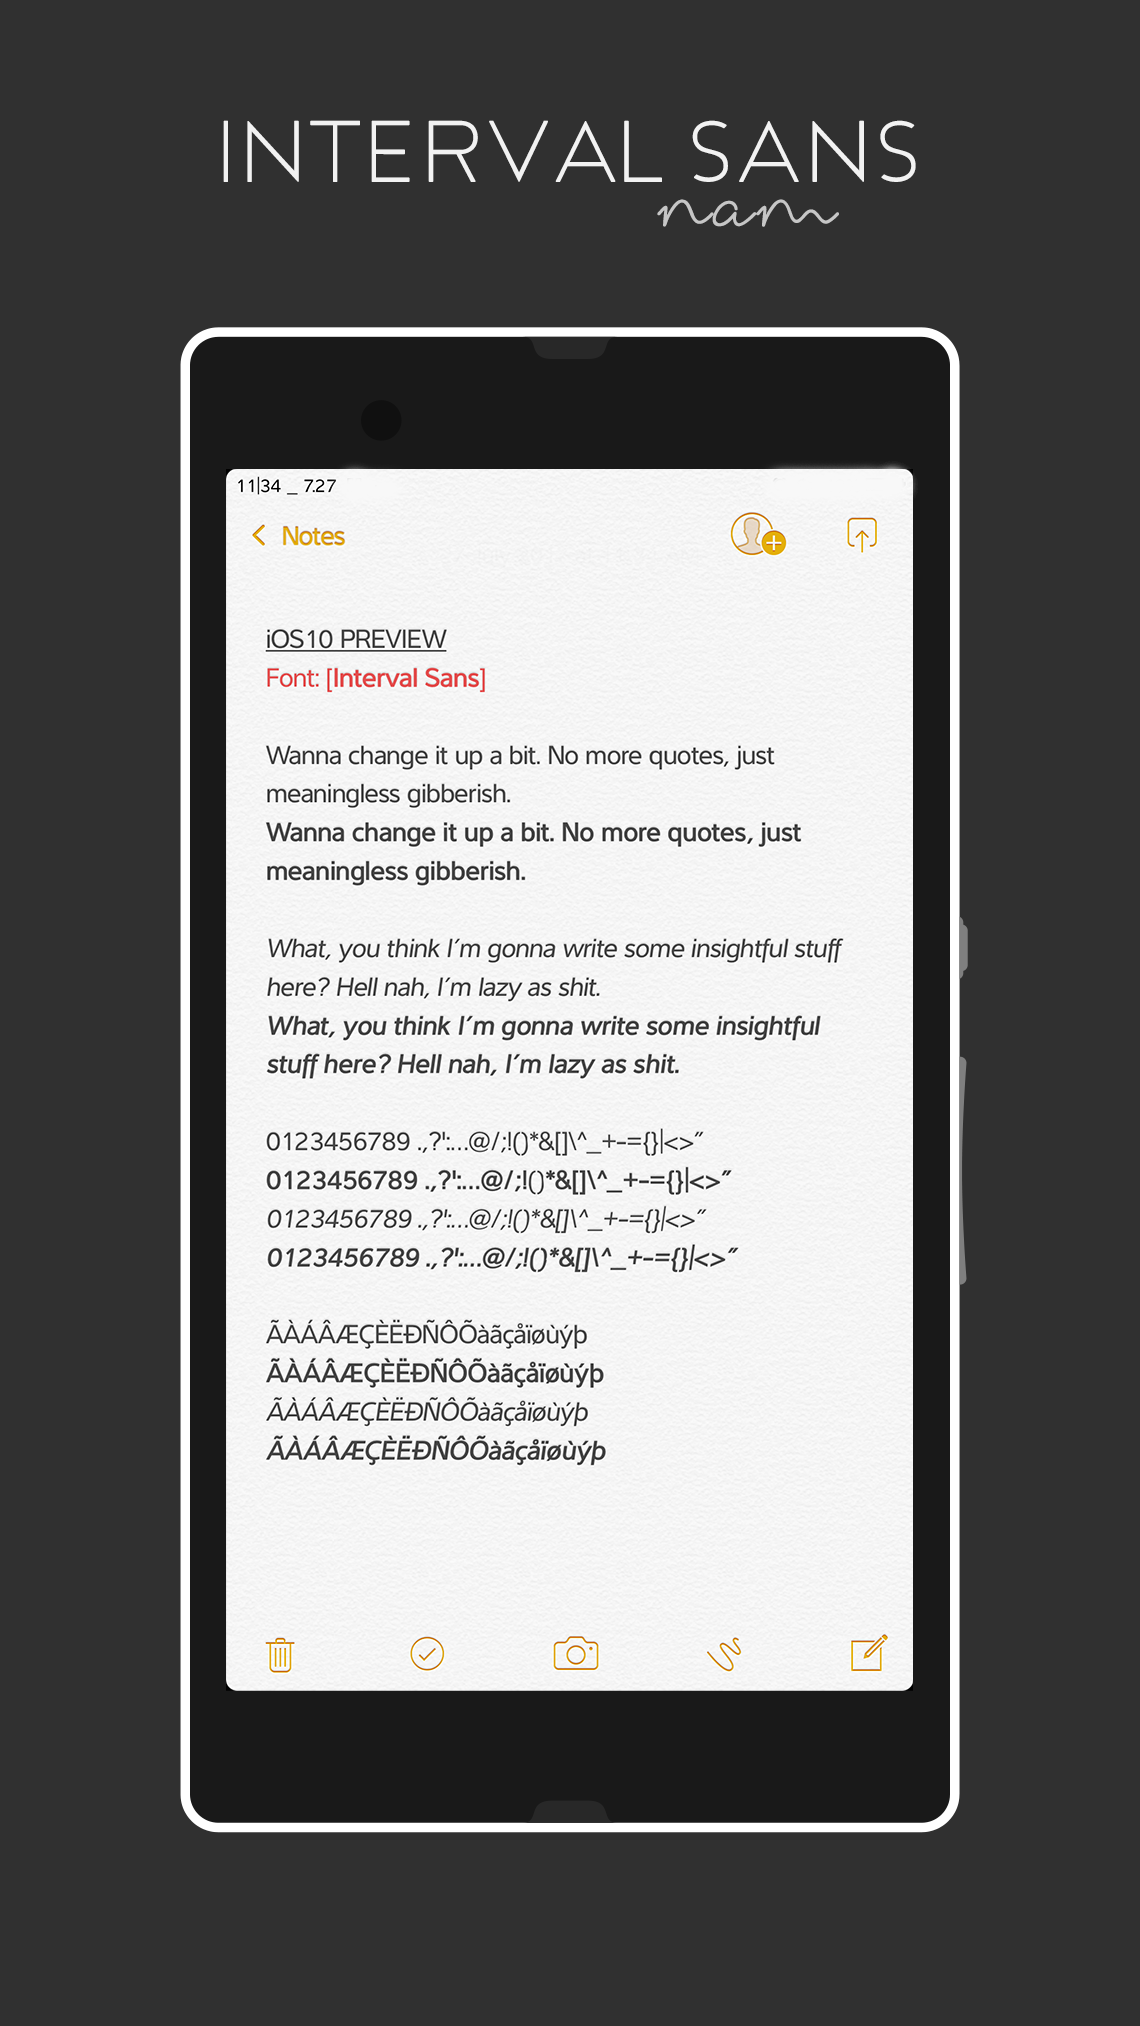 INTERVAL SANS
nam
11|34 _ 7.27
Notes
iOS10 PREVIEW
Font: [Interval Sans]
Wanna change it up a bit. No more quotes, just
meaningless gibberish.
Wanna change it up a bit. No more quotes, just
meaningless gibberish.
What, you think I´m gonna write some insightful stuff
here? Hell nah, I´m lazy as shit.
What, you think I´m gonna write some insightful
stuff here? Hell nah, I´m lazy as shit.
0123456789 .,?':...@/;!()*&[]\^_+-={}|<>"
0123456789 .,?':...@/;!()*&[]\^_+-={}|<>"
0123456789 .,?':...@/;!()*&[]\^_+-={}|<>"
0123456789 .,?':...@/;!()*&[]\^_+-={}|<>"
ÃÀÁÂÆÇÈËÐÑÔÕàãçåïøùýþ
ÃÀÁÂÆÇÈËÐÑÔÕàãçåïøùýþ
ÃÀÁÂÆÇÈËÐÑÔÕàãçåïøùýþ
ÃÀÁÂÆÇÈËÐÑÔÕàãçåïøùýþ